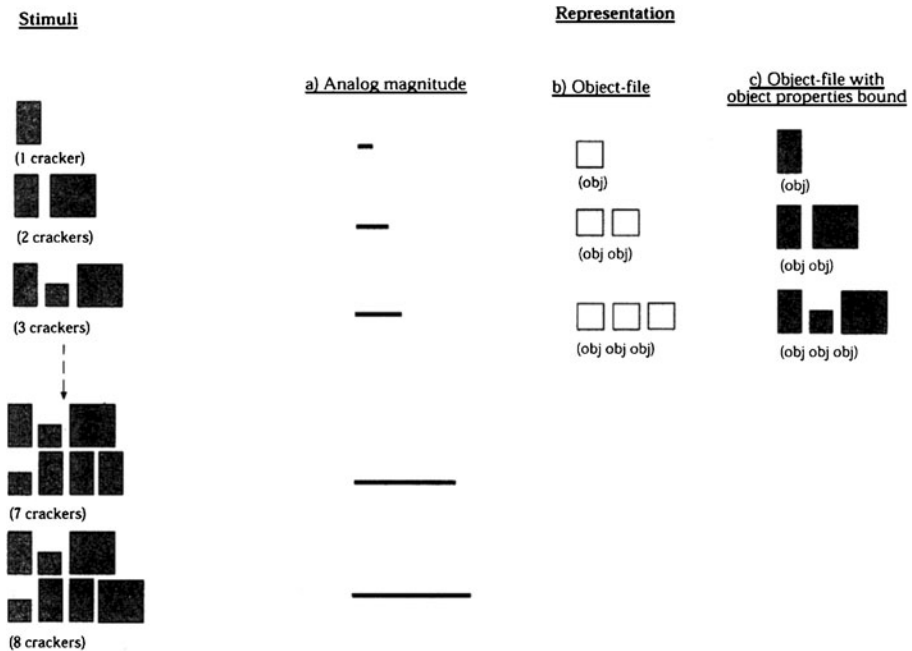 Stimuli
Representation
a) Analog magnitude
b) Object-file
c) Object-file with
object properties bound
(1 cracker)
(obj)
(obj)
(2 crackers)
(obj obj)
(obj obj)
(3 crackers)
(obj obj obj)
(obj obj obj)
(7 crackers)
(8 crackers)